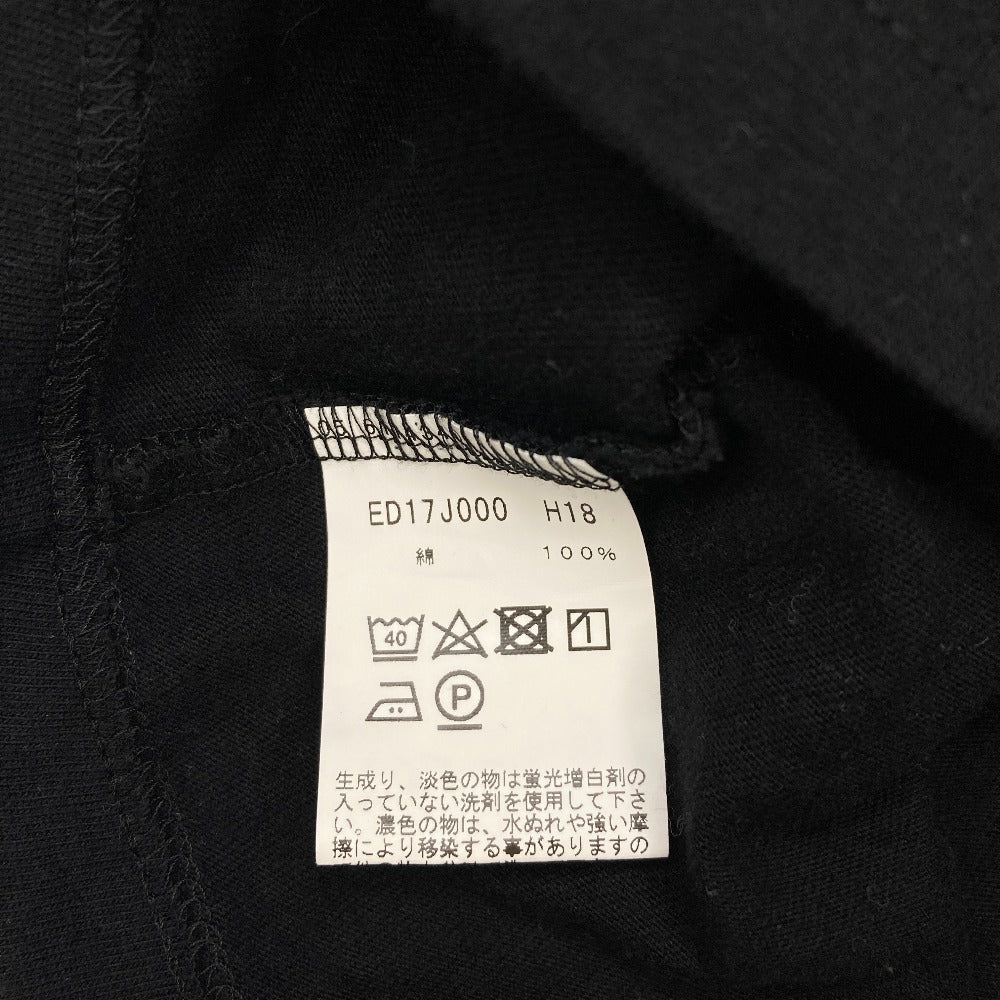 ED17J000 H18
綿 100%
40
P
生成り、淡色の物は蛍光増白剤の
入っていない洗剤を使用して下さ
い。濃色の物は、水ぬれや強い摩
擦により移染する事がありますの